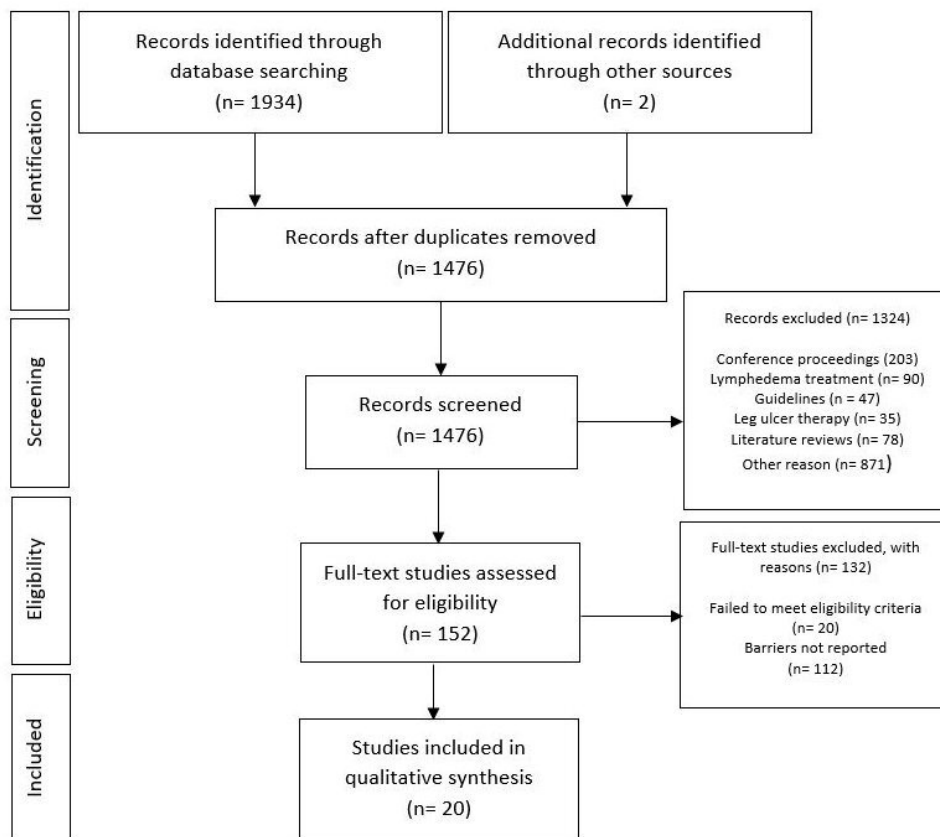 Identification
Records identified through
database searching
(n= 1934)
Additional records identified
through other sources
(n= 2)
Records after duplicates removed
(n= 1476)
Screening
Records screened
(n= 1476)
Records excluded (n= 1324)
Conference proceedings (203)
Lymphedema treatment (n= 90)
Guidelines (n = 47)
Leg ulcer therapy (n= 35)
Literature reviews (n= 78)
Other reason (n= 871)
Eligibility
Full-text studies assessed
for eligibility
(n= 152)
Full-text studies excluded, with
reasons (n= 132)
Failed to meet eligibility criteria
(n= 20)
Barriers not reported
(n= 112)
Included
Studies included in
qualitative synthesis
(n= 20)